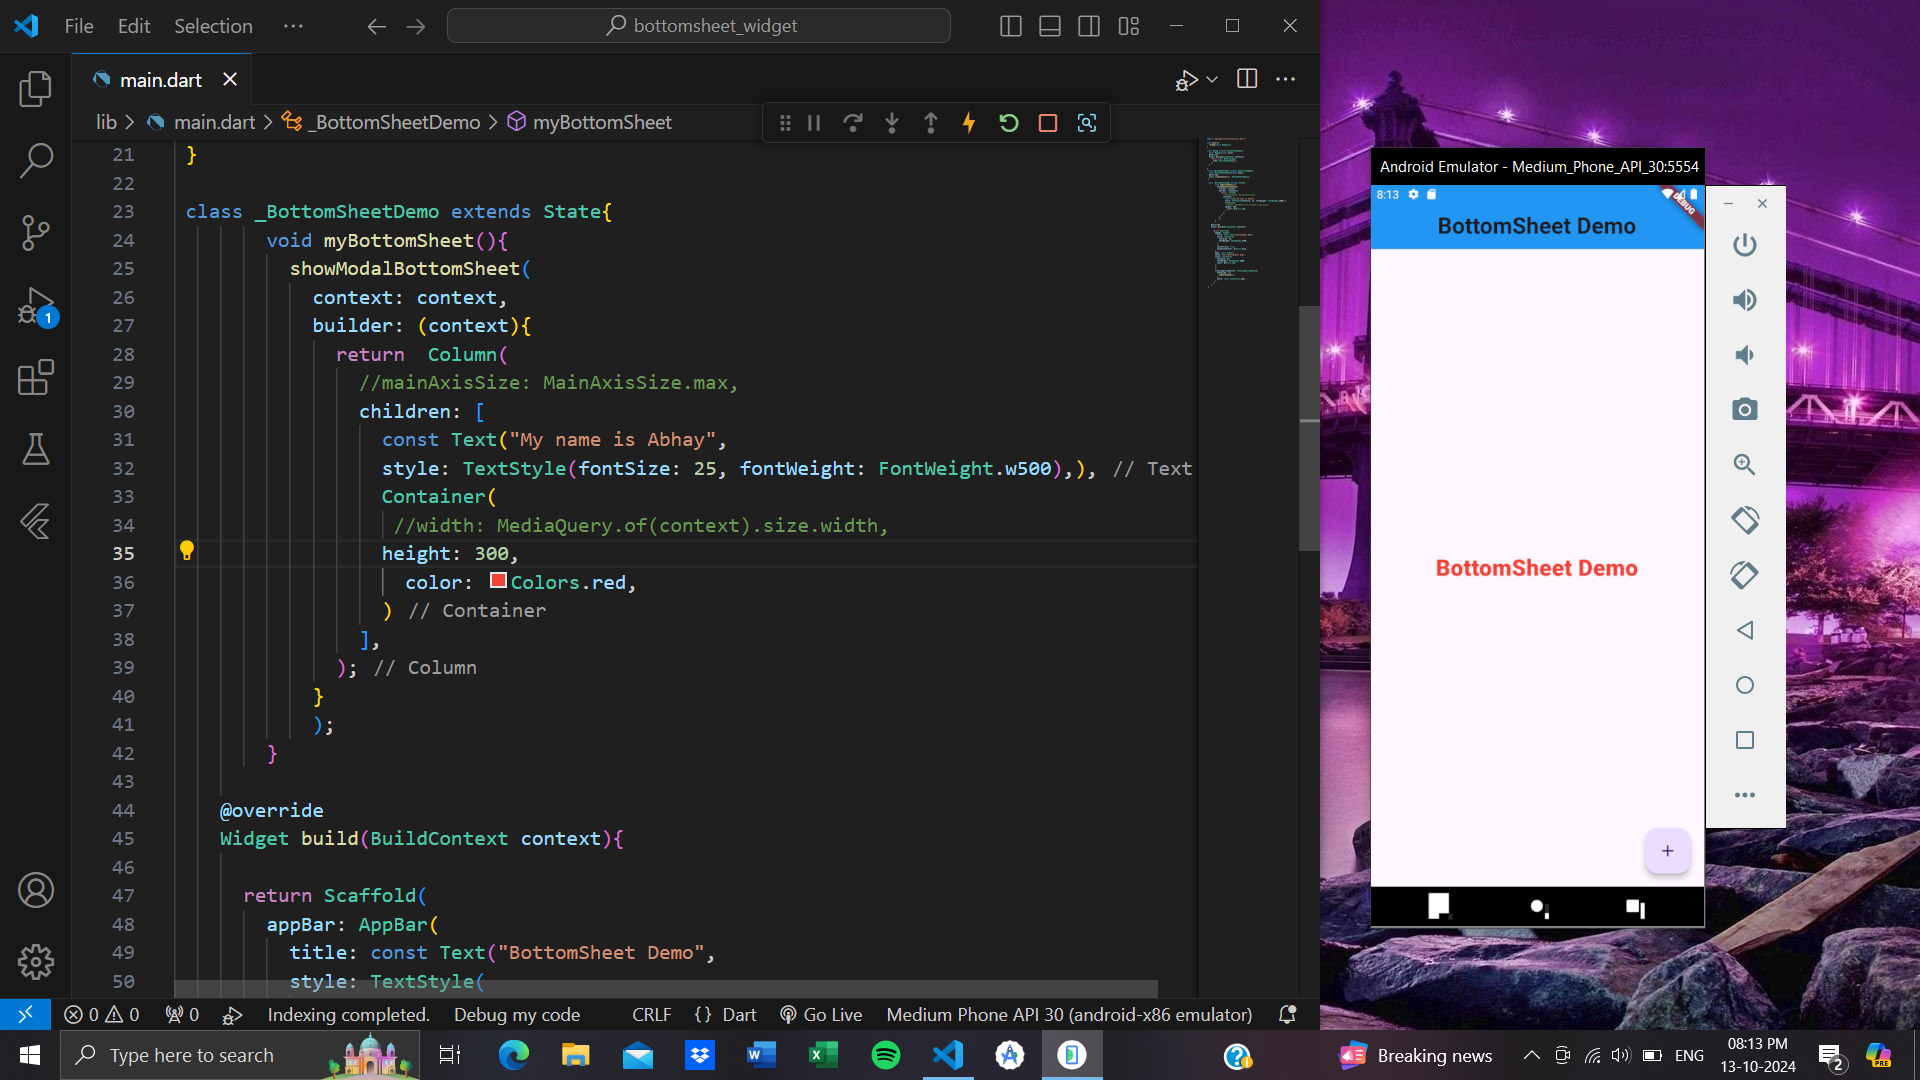 File Edit Selection ··· bottomsheet_widget
main.dart
lib > main.dart > _BottomSheetDemo > myBottomSheet
21 }
22
23 class _BottomSheetDemo extends State{
24 void myBottomSheet(){
25 showModalBottomSheet(
26 context: context,
27 builder: (context){
28 return  Column(
29 //mainAxisSize: MainAxisSize.max,
30 children: [
31 const Text("My name is Abhay",
32 style: TextStyle(fontSize: 25, fontWeight: FontWeight.w500),), // Text
33 Container(
34 //width: MediaQuery.of(context).size.width,
35 height: 300,
36 color: Colors.red,
37 ) // Container
38 ],
39 ); // Column
40 }
41 );
42 }
43
44 @override
45 Widget build(BuildContext context){
46
47 return Scaffold(
48 appBar: AppBar(
49 title: const Text("BottomSheet Demo",
50 style: TextStyle(
1
0 0 0 Indexing completed. Debug my code CRLF {} Dart Go Live Medium Phone API 30 (android-x86 emulator)
Android Emulator - Medium_Phone_API_30:5554
8:13
DEBUG
BottomSheet Demo
BottomSheet Demo
+
Type here to search
Breaking news
ENG
08:13 PM
13-10-2024
2
PRE